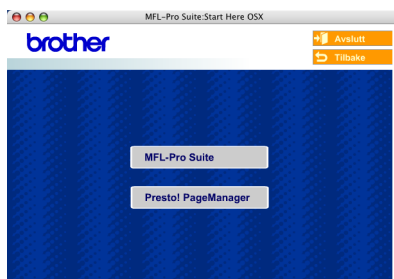 MFL-Pro Suite:Start Here OSX
brother
Avslutt
Tilbake
MFL-Pro Suite
Presto! PageManager